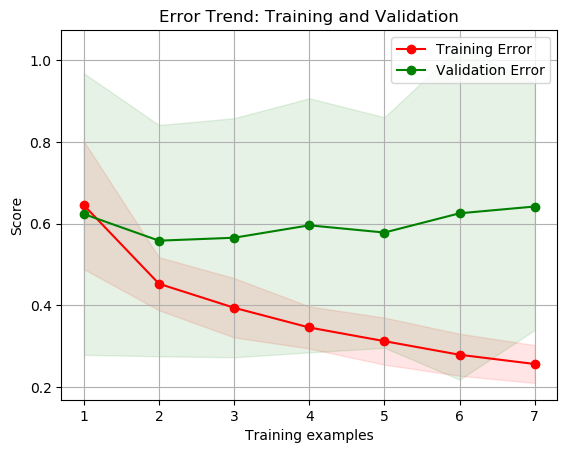 Error Trend: Training and Validation
Training Error
Validation Error
1.0
0.8
0.6
0.4
0.2
Score
1 2 3 4 5 6 7
Training examples